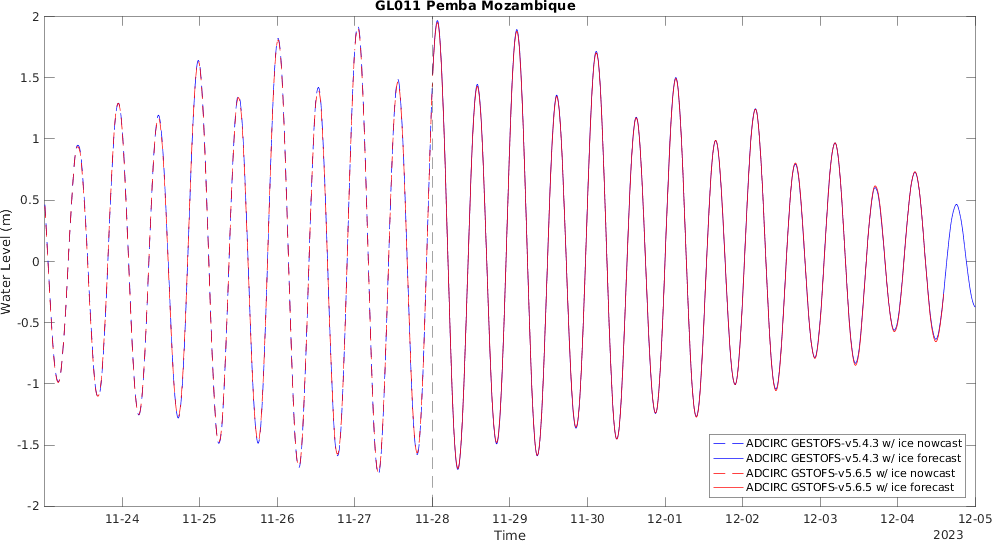 GL011 Pemba Mozambique
2
1.5
1
0.5
0
-0.5
-1
-1.5
-2
Water Level (m)
ADCIRC GESTOFS-v5.4.3 w/ ice nowcast
ADCIRC GESTOFS-v5.4.3 w/ ice forecast
ADCIRC GSTOFS-v5.6.5 w/ ice nowcast
ADCIRC GSTOFS-v5.6.5 w/ ice forecast
11-24 11-25 11-26 11-27 11-28 11-29 11-30 12-01 12-02 12-03 12-04 12-05
Time
2023